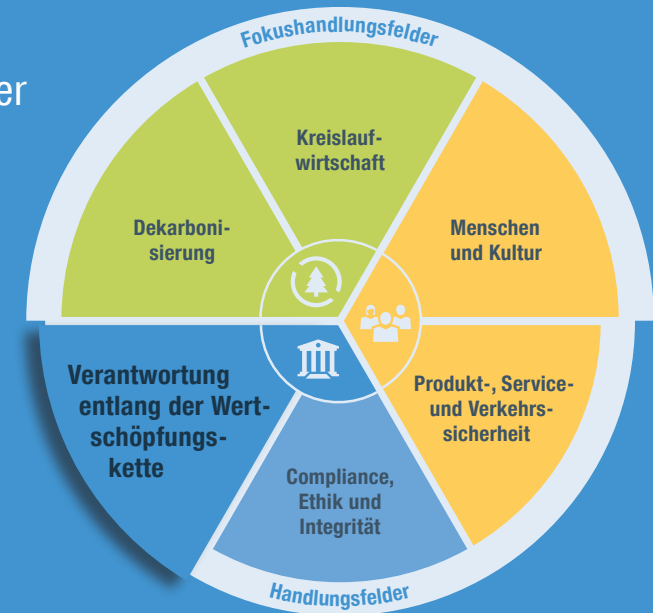 er
Fokushandlungsfelder
Kreislauf-
wirtschaft
Dekarboni-
sierung
Menschen
und Kultur
Verantwortung
entlang der Wert-
schöpfungs-
kette
Produkt-, Service-
und Verkehrs-
sicherheit
Compliance,
Ethik und
Integrität
Handlungsfelder